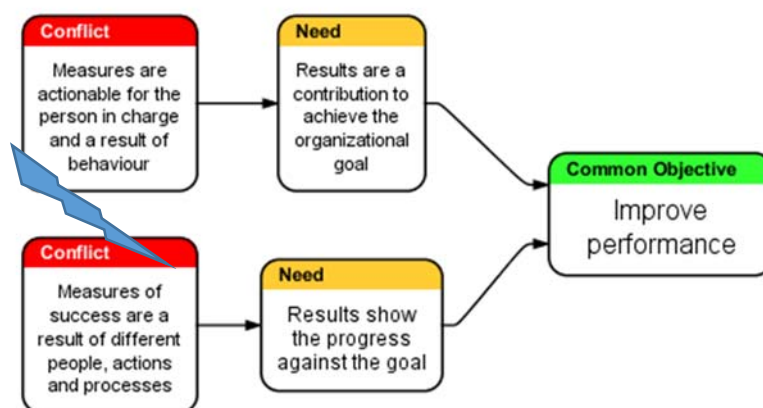 Conflict
Measures are
actionable for the
person in charge
and a result of
behaviour
Need
Results are a
contribution to
achieve the
organizational
goal
Common Objective
Improve
performance
Conflict
Measures of
success are a
result of different
people, actions
and processes
Need
Results show
the progress
against the goal